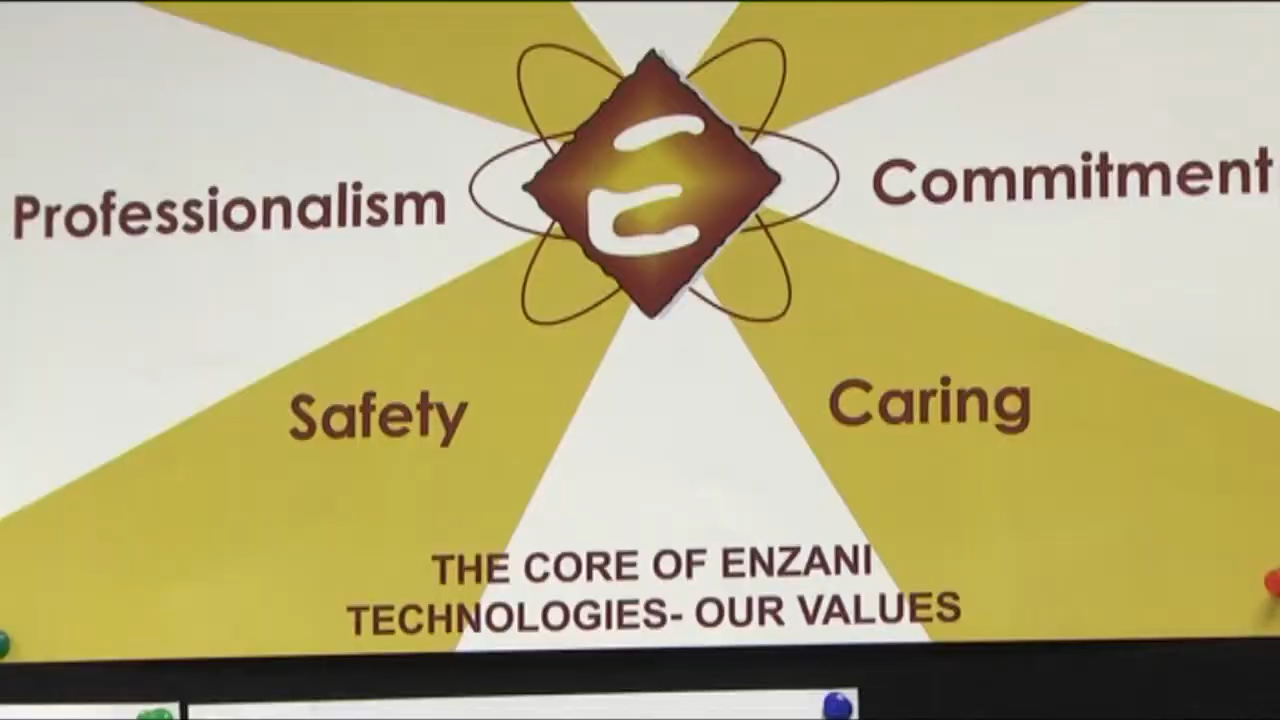 Professionalism
Commitment
Safety
Caring
THE CORE OF ENZANI
TECHNOLOGIES- OUR VALUES